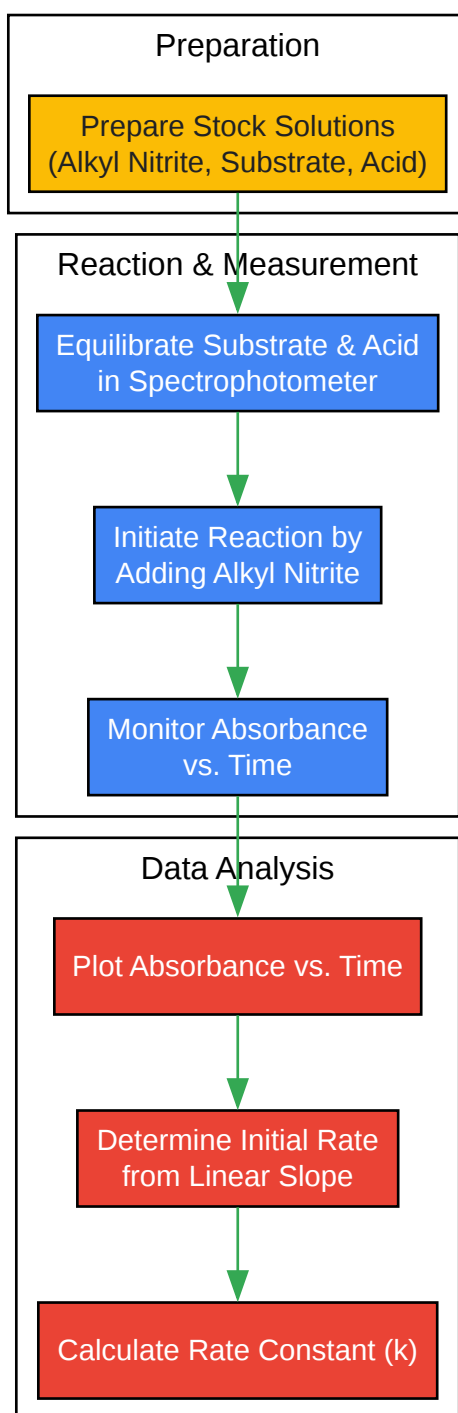 Preparation
Prepare Stock Solutions
(Alkyl Nitrite, Substrate, Acid)
Reaction & Measurement
Equilibrate Substrate & Acid
in Spectrophotometer
Initiate Reaction by
Adding Alkyl Nitrite
Monitor Absorbance
vs. Time
Data Analysis
Plot Absorbance vs. Time
Determine Initial Rate
from Linear Slope
Calculate Rate Constant (k)